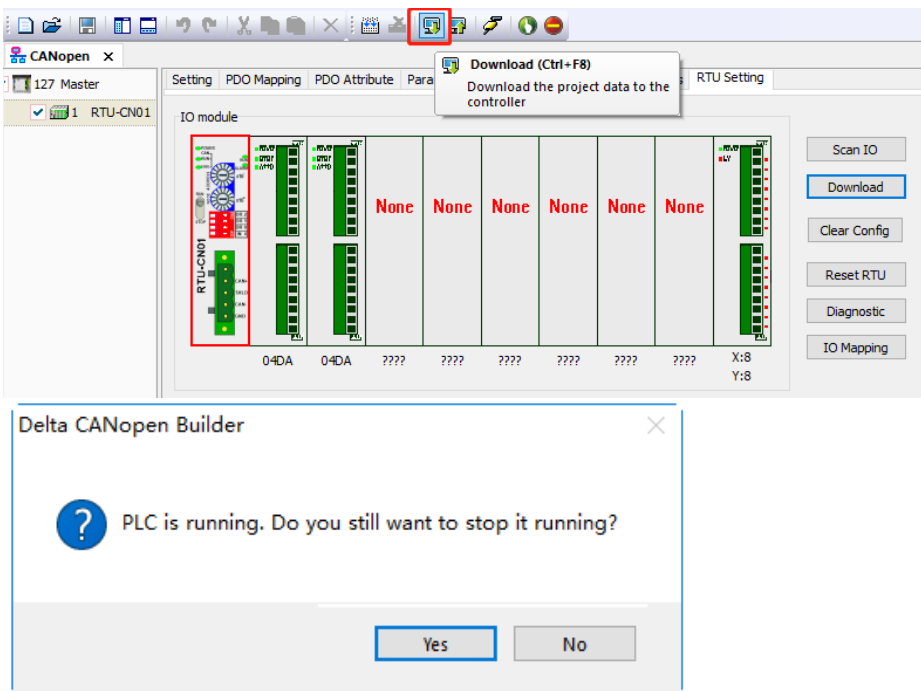 CANopen X
127 Master
1 RTU-CN01
Setting PDO Mapping PDO Attribute Para
RTU Setting
Download (Ctrl+F8)
Download the project data to the
controller
IO module
Scan IO
Download
Clear Config
Reset RTU
Diagnostic
IO Mapping
RTU-CN01
None None None None None None
04DA 04DA ???? ???? ???? ???? ???? ???? X:8
Y:8
Delta CANopen Builder
PLC is running. Do you still want to stop it running?
Yes No